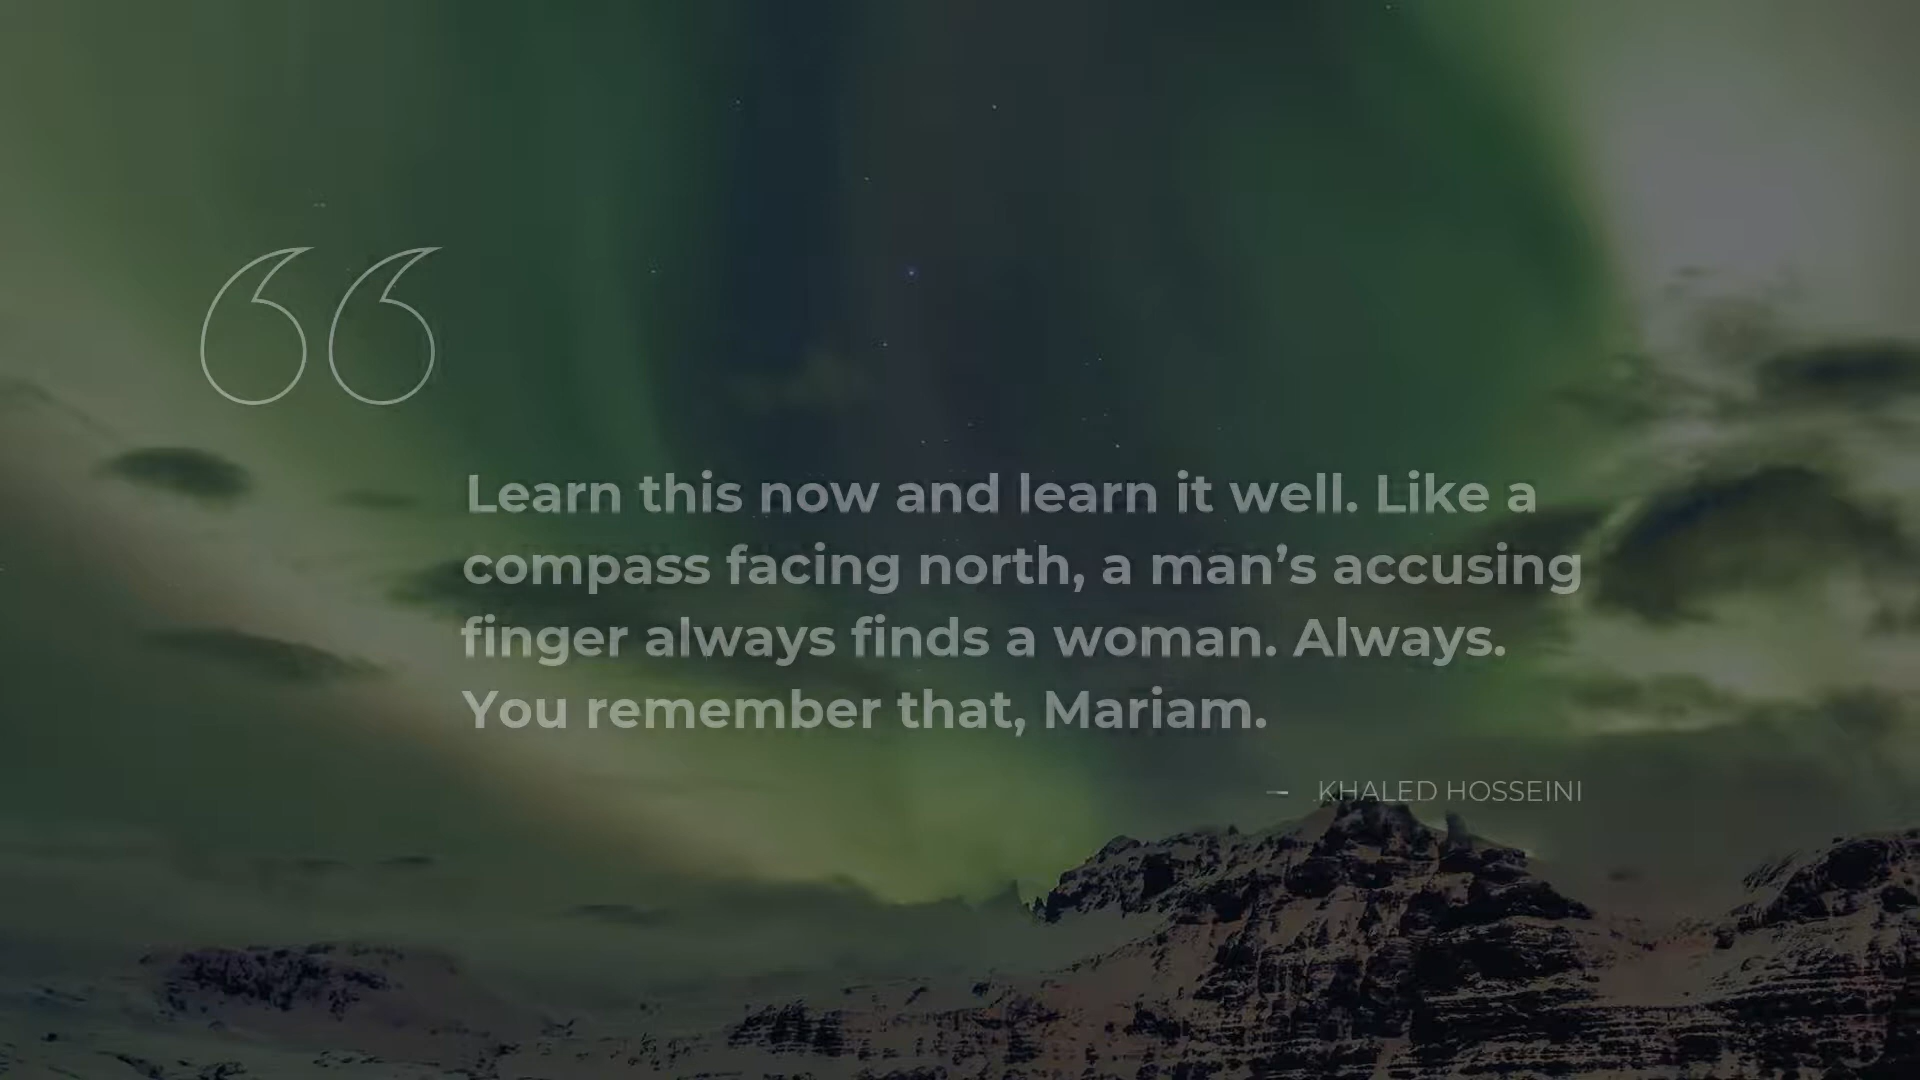 “
Learn this now and learn it well. Like a
compass facing north, a man’s accusing
finger always finds a woman. Always.
You remember that, Mariam.
– KHALED HOSSEINI